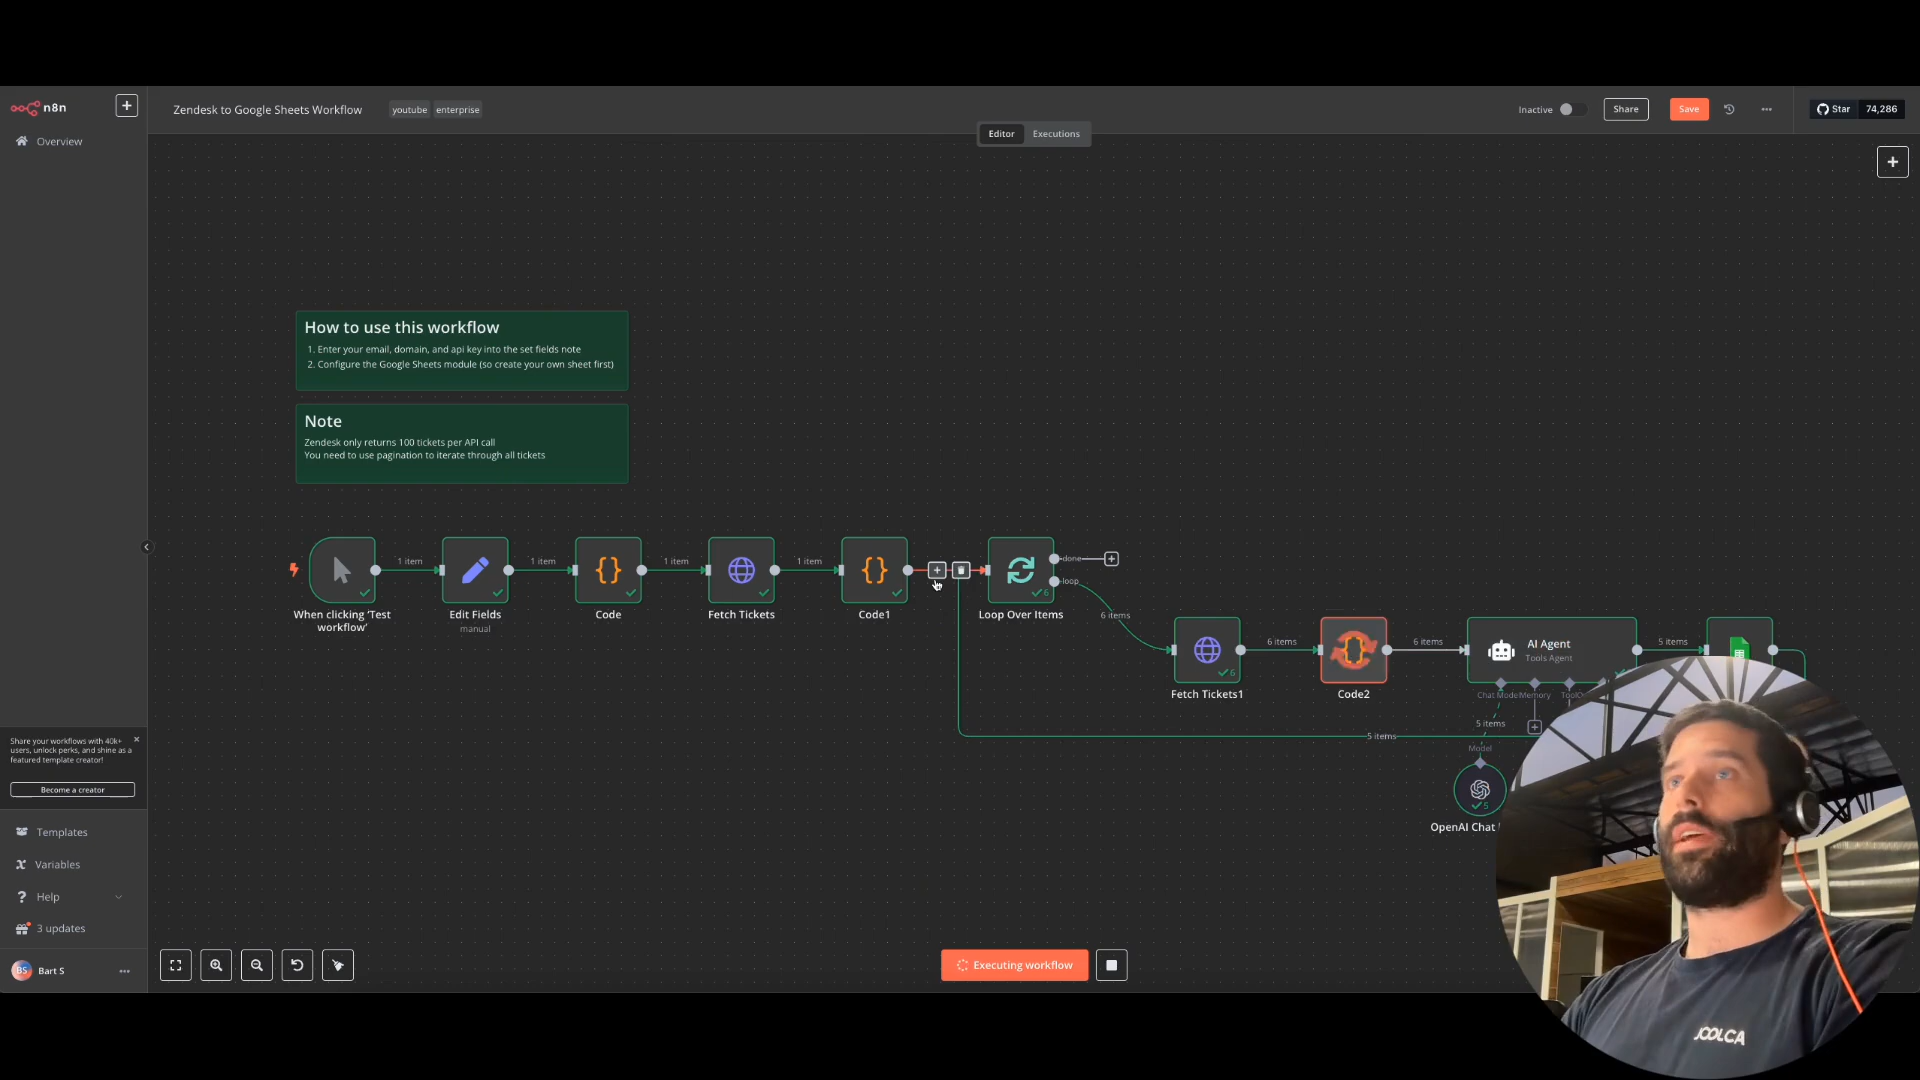 n8n
Overview
Zendesk to Google Sheets Workflow
youtube
enterprise
Inactive
Share
Save
Star
74,286
Editor
Executions
How to use this workflow
1. Enter your email, domain, and api key into the set fields note
2. Configure the Google Sheets module (so create your own sheet first)
Note
Zendesk only returns 100 tickets per API call
You need to use pagination to iterate through all tickets
1 item
1 item
1 item
1 item
done
loop
6
When clicking ‘Test
workflow’
Edit Fields
manual
Code
Fetch Tickets
Code1
Loop Over Items
6 items
6 items
6 items
5 items
6
AI Agent
Tools Agent
Fetch Tickets1
Code2
Chat Mode
Memory
Tool
5 items
5 items
Model
5
OpenAI Chat
Share your workflows with 40k+
users, unlock perks, and shine as a
featured template creator!
Become a creator
Templates
Variables
Help
3 updates
BS
Bart S
Executing workflow
JOOLCA